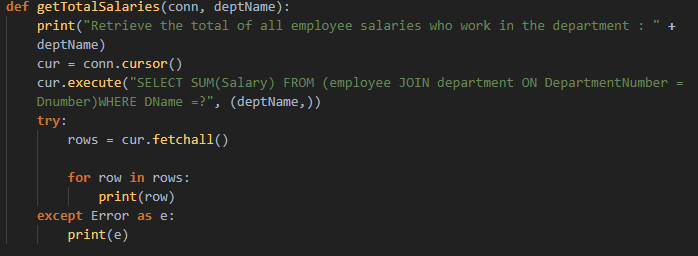 def getTotalSalaries(conn, deptName):
print("Retrieve the total of all employee salaries who work in the department : " +
deptName)
cur = conn.cursor()
cur.execute("SELECT SUM(Salary) FROM (employee JOIN department ON DepartmentNumber =
Dnumber)WHERE DName =?", (deptName,))
try:
rows = cur.fetchall()
for row in rows:
print(row)
except Error as e:
print(e)